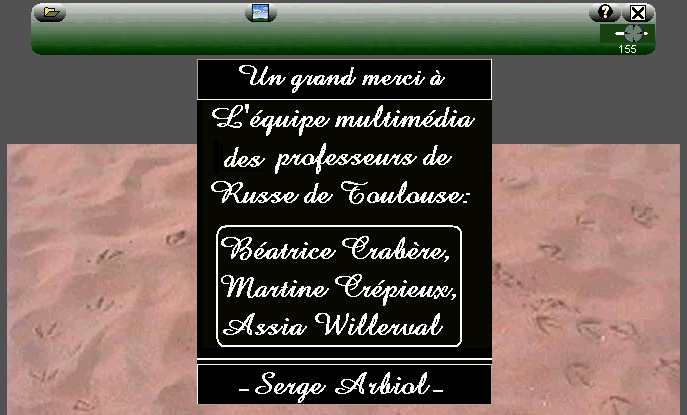 155
Un grand merci à
L'équipe multimédia
des professeurs de
Russe de Toulouse:
Béatrice Crabère,
Martine Crépieux,
Assia Willerval
-Serge Arbiol-